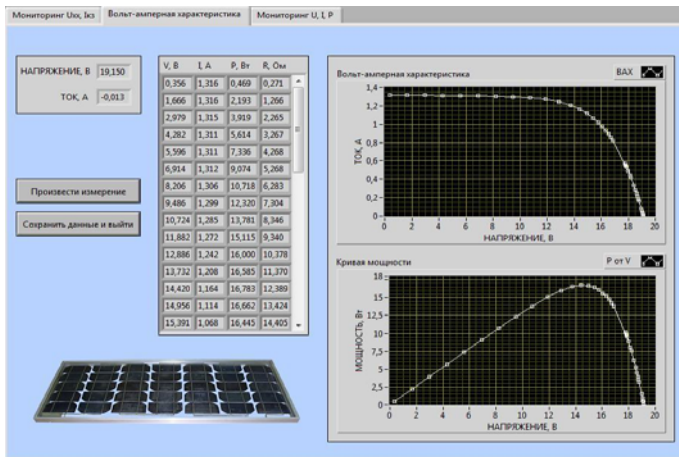 Мониторинг Uxx, Iкз
Вольт-амперная характеристика
Мониторинг U, I, P
НАПРЯЖЕНИЕ, В 19,150
ТОК, А -0,013
Произвести измерение
Сохранить данные и выйти
V, В I, А P, Вт R, Ом
0,356 1,316 0,469 0,271
1,666 1,316 2,193 1,266
2,979 1,315 3,919 2,265
4,282 1,311 5,614 3,267
5,596 1,311 7,336 4,268
6,914 1,312 9,074 5,268
8,206 1,306 10,718 6,283
9,486 1,299 12,320 7,304
10,724 1,285 13,781 8,346
11,882 1,272 15,115 9,340
12,886 1,242 16,000 10,378
13,732 1,208 16,585 11,370
14,420 1,164 16,783 12,389
14,956 1,114 16,662 13,424
15,391 1,068 16,445 14,405
Вольт-амперная характеристика
ВАХ
ТОК, А
1,4
1,2
1
0,8
0,6
0,4
0,2
0
0 2 4 6 8 10 12 14 16 18 20
НАПРЯЖЕНИЕ, В
Кривая мощности
P от V
МОЩНОСТЬ, Вт
18
15
12,5
10
7,5
5
2,5
0
0 2 4 6 8 10 12 14 16 18 20
НАПРЯЖЕНИЕ, В